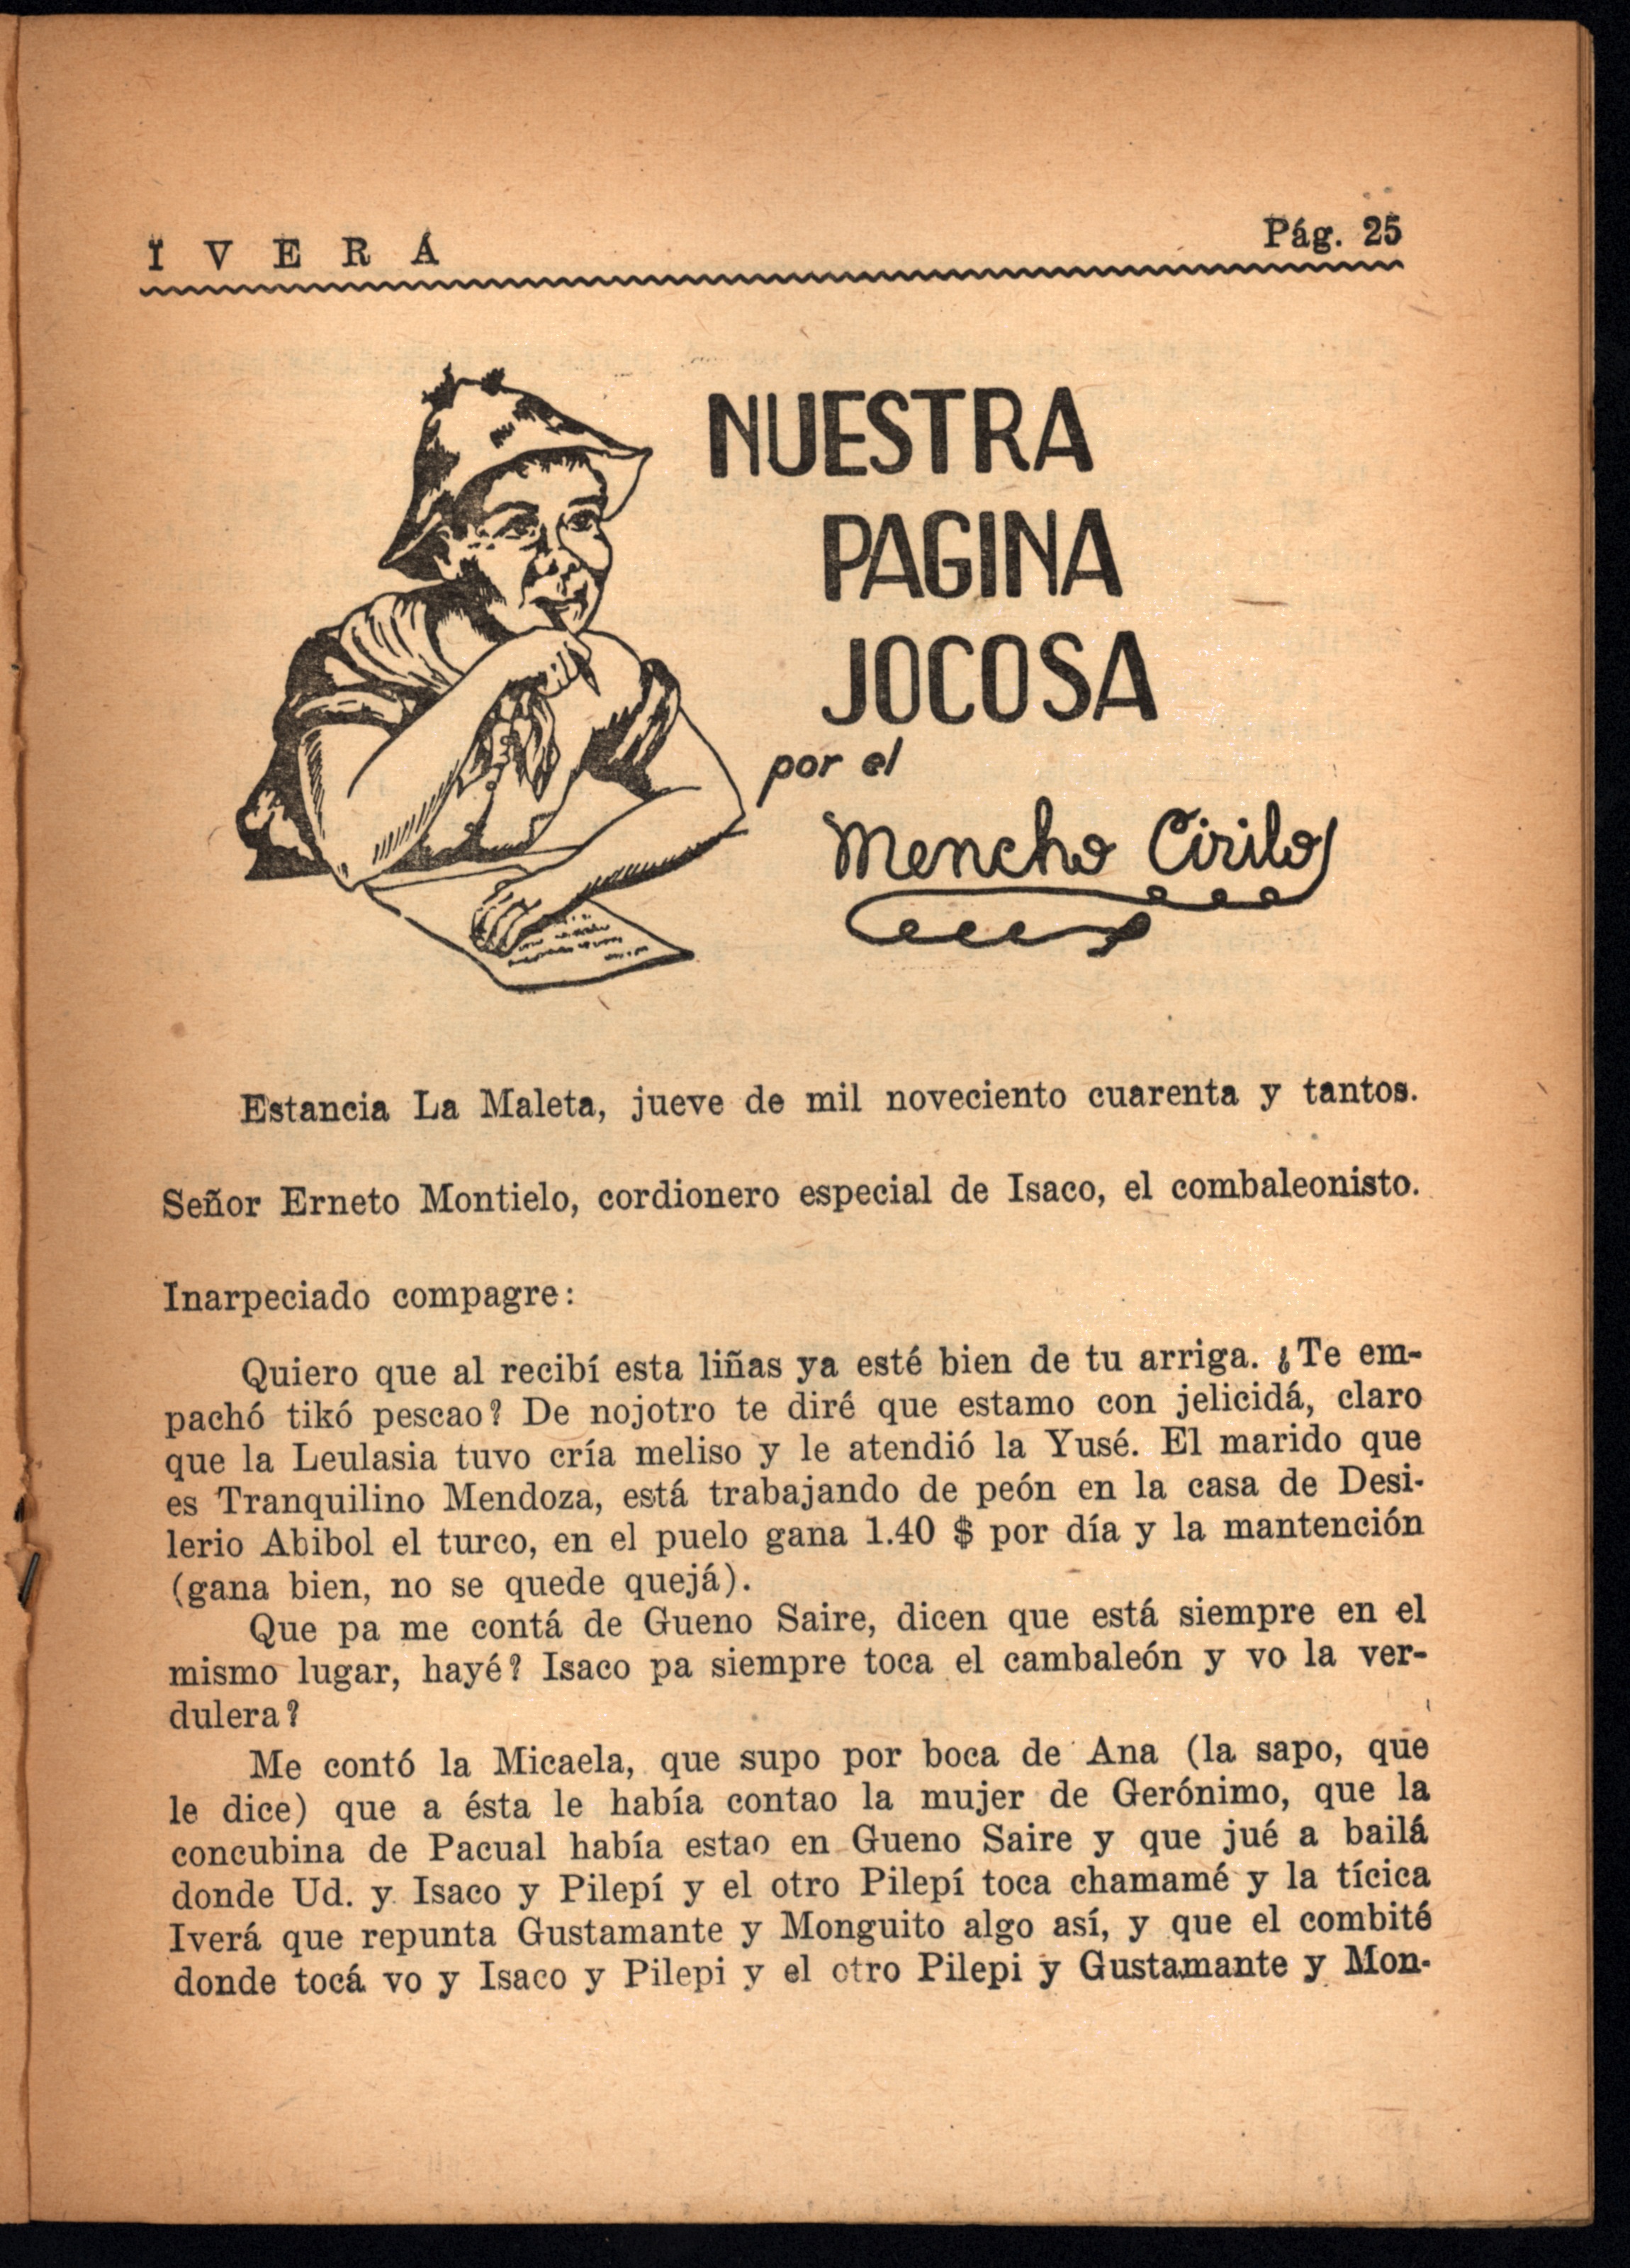 IVERÁ
Pág. 25
NUESTRA
PAGINA
JOCOSA
por el
Mencho Cirilo
Estancia La Maleta, jueve de mil noveciento cuarenta y tantos.
Señor Erneto Montielo, cordionero especial de Isaco, el combaleonisto.
Inarpeciado compagre:
Quiero que al recibí esta liñas ya esté bien de tu arriga. ¿Te em-
pachó tikó pescao? De nojotro te diré que estamo con jelicidá, claro
que la Leulasia tuvo cría meliso y le atendió la Yusé. El marido que
es Tranquilino Mendoza, está trabajando de peón en la casa de Desi-
lerio Abibol el turco, en el puelo gana 1.40 $ por día y la mantención
(gana bien, no se quede quejá).
Que pa me contá de Gueno Saire, dicen que está siempre en el
mismo lugar, hayé? Isaco pa siempre toca el cambaleón y vo la ver-
dulera?
Me contó la Micaela, que supo por boca de Ana (la sapo, que
le dice) que a ésta le había contao la mujer de Gerónimo, que la
concubina de Pacual había estao en Gueno Saire y que jué a bailá
donde Ud. y Isaco y Pilepí y el otro Pilepí toca chamamé y la tícica
Iverá que repunta Gustamante y Monguito algo así, y que el combité
donde tocá vo y Isaco y Pilepi y el otro Pilepi y Gustamante y Mon-